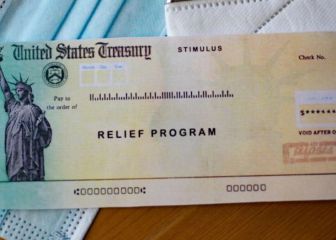 United States Treasury
STIMULUS
Check No.
Pay to
the order of
$******
RELIEF PROGRAM
VOID AFTER O